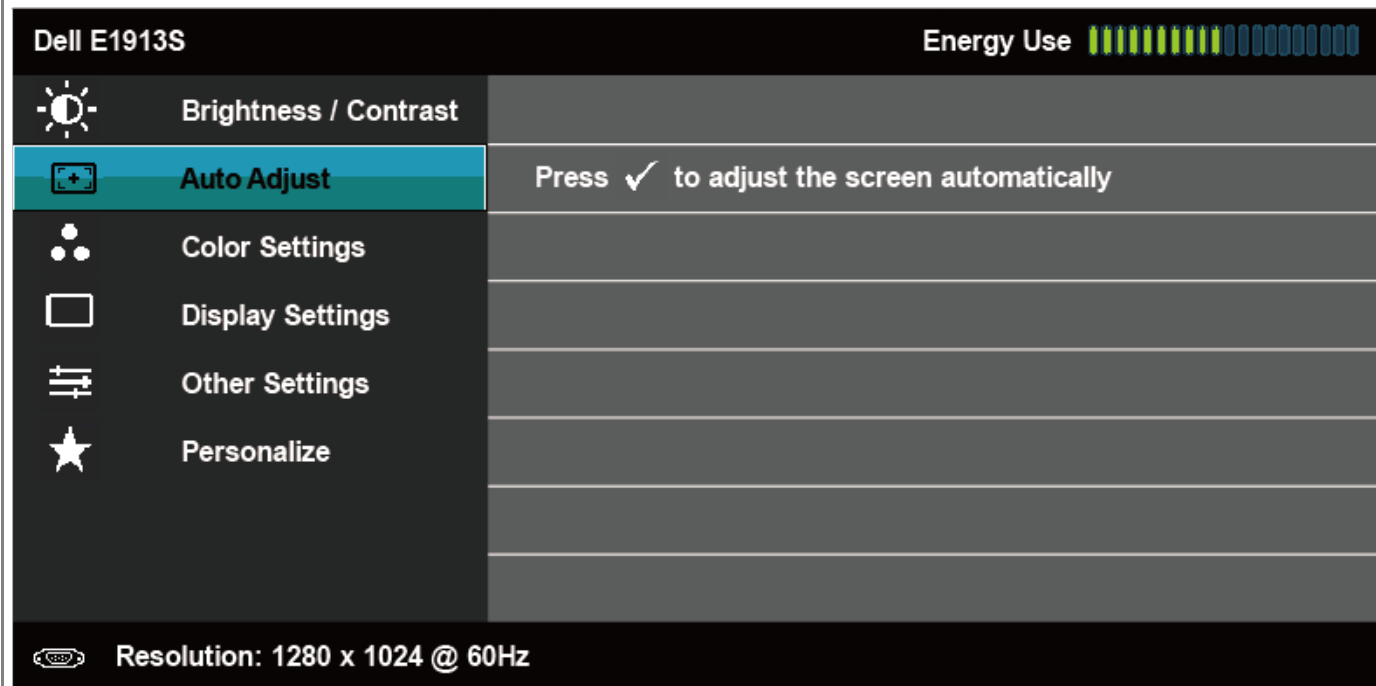 Dell E1913S Energy Use
Brightness / Contrast
Auto Adjust Press ✓ to adjust the screen automatically
Color Settings
Display Settings
Other Settings
Personalize
Resolution: 1280 x 1024 @ 60Hz